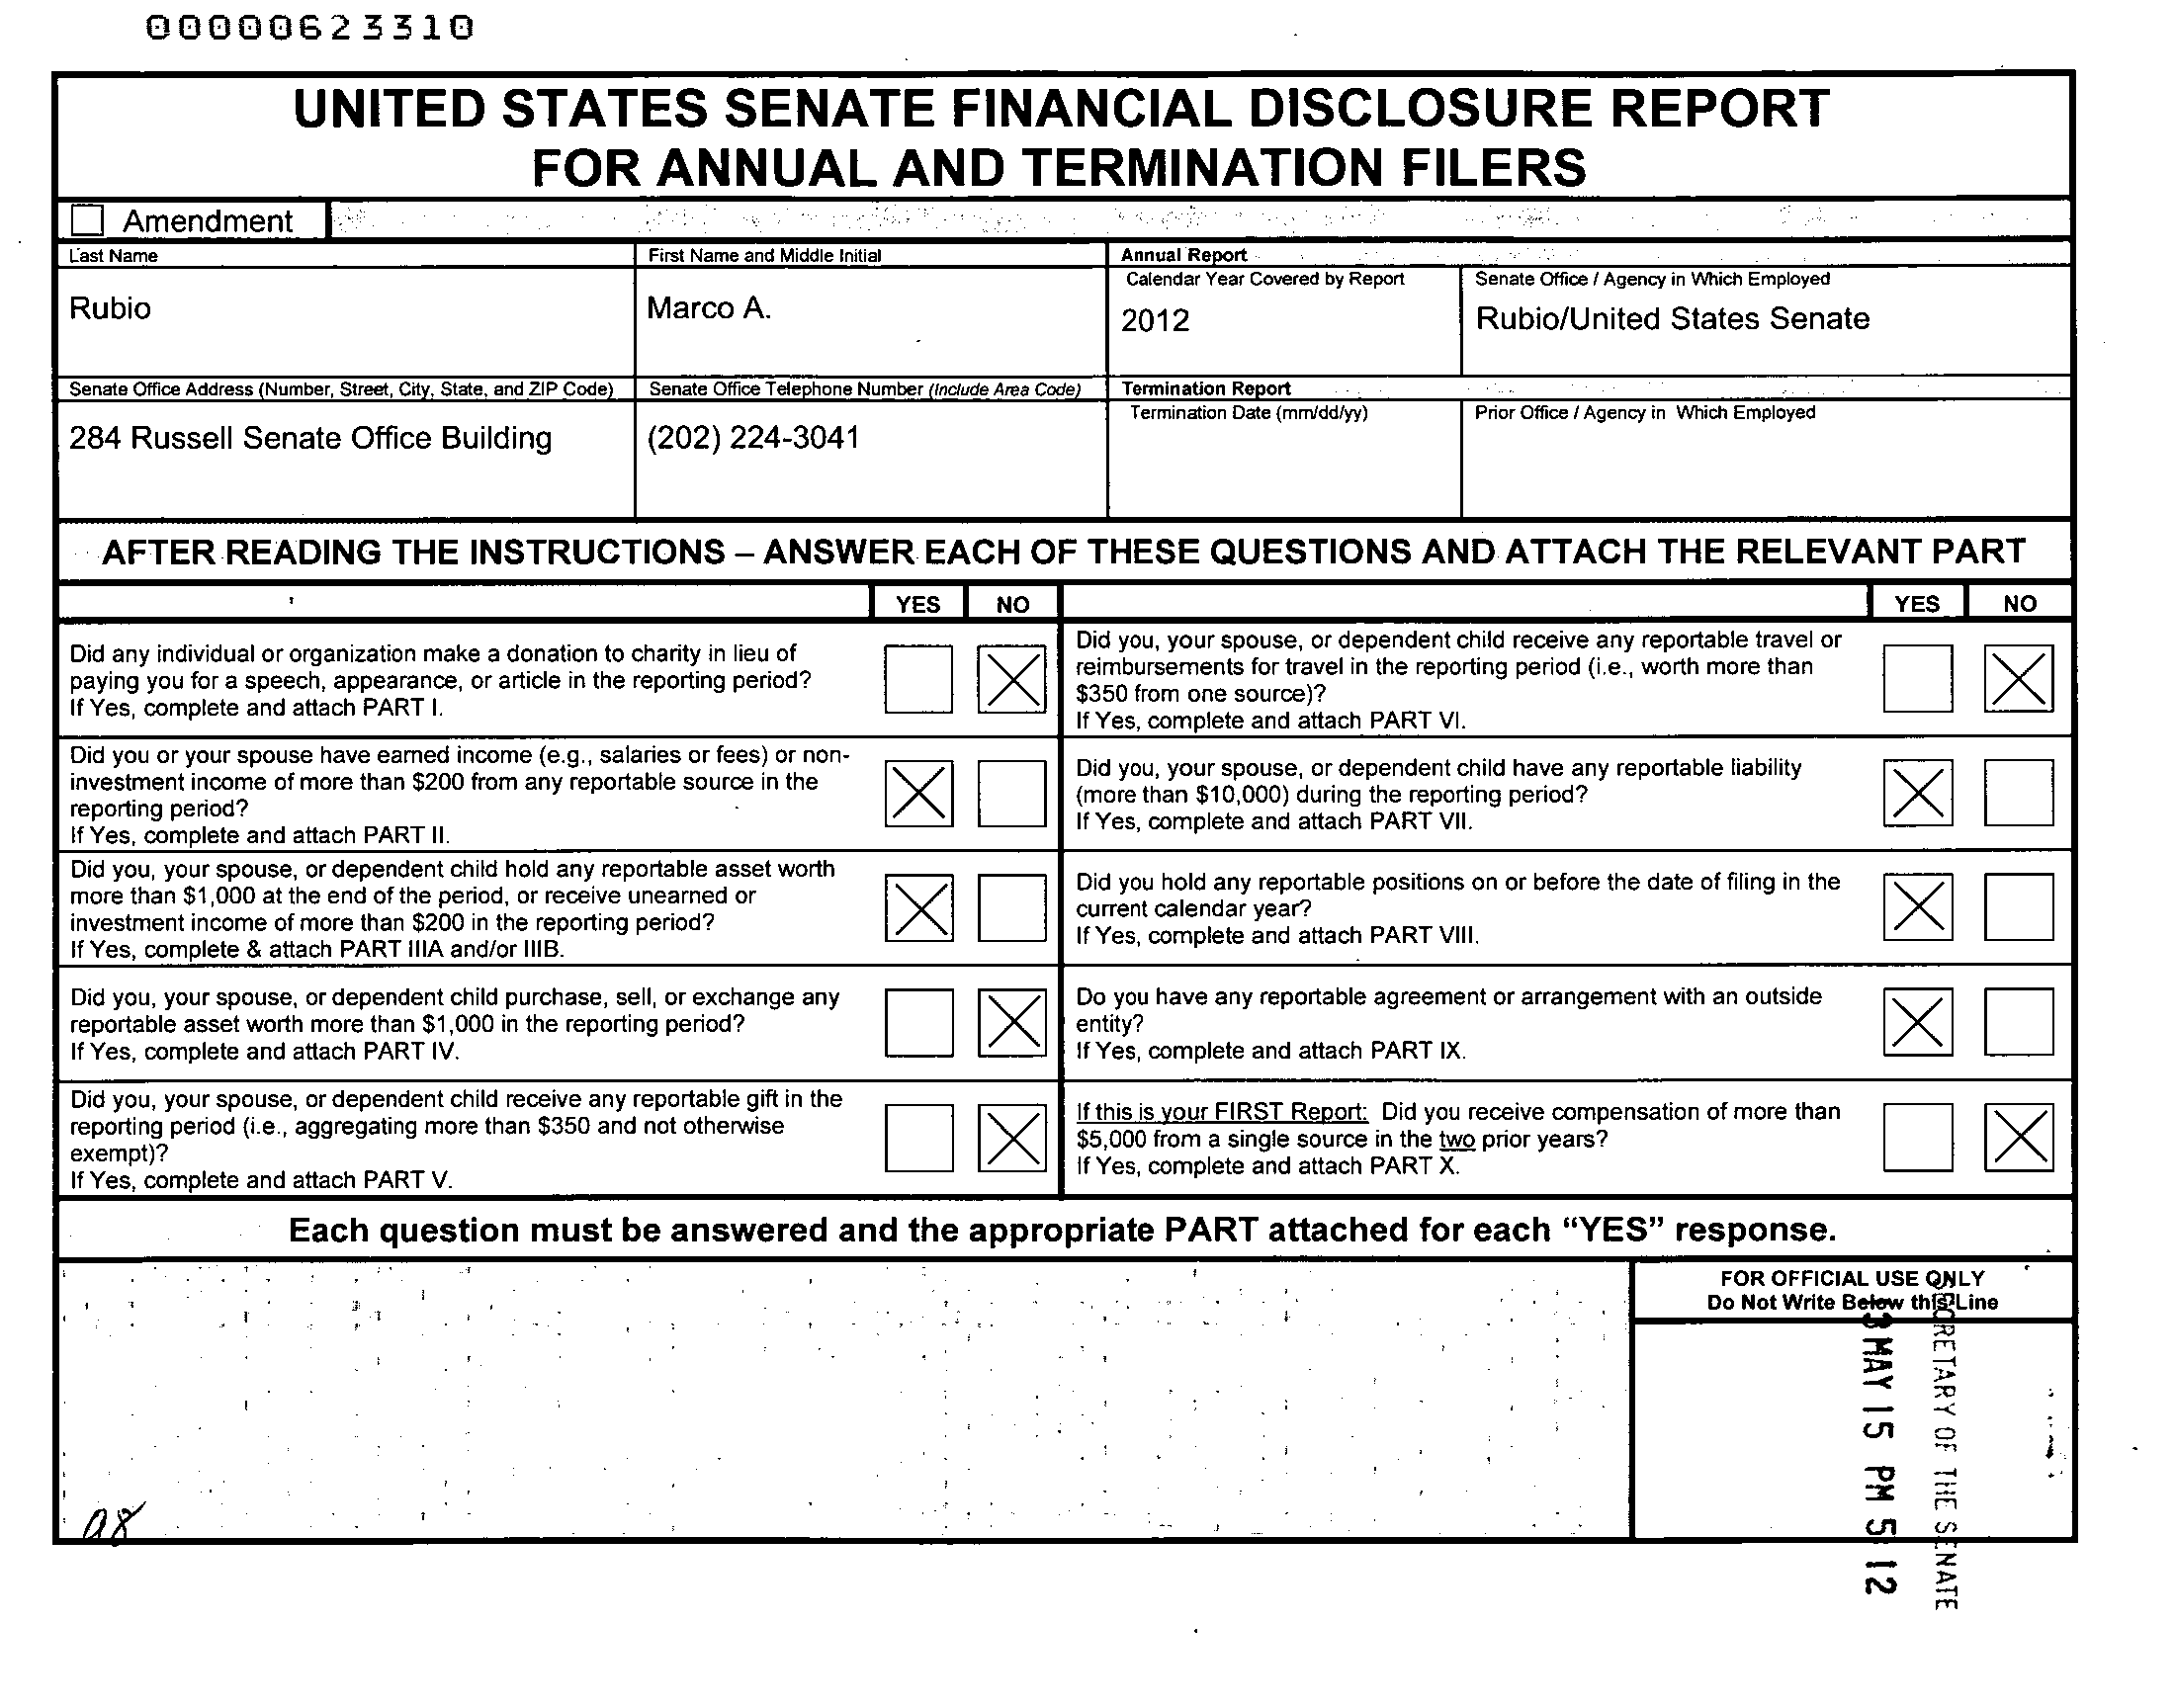 00000623310
UNITED STATES SENATE FINANCIAL DISCLOSURE REPORT
FOR ANNUAL AND TERMINATION FILERS
Amendment
Last Name
Rubio
First Name and Middle Initial
Marco A.
Annual Report
Calendar Year Covered by Report
2012
Senate Office / Agency in Which Employed
Rubio/United States Senate
Senate Office Address (Number, Street, City, State, and ZIP Code)
284 Russell Senate Office Building
Senate Office Telephone Number (Include Area Code)
(202) 224-3041
Termination Report
Termination Date (mm/dd/yy)
Prior Office / Agency in Which Employed
AFTER READING THE INSTRUCTIONS – ANSWER EACH OF THESE QUESTIONS AND ATTACH THE RELEVANT PART
YES NO
Did any individual or organization make a donation to charity in lieu of
paying you for a speech, appearance, or article in the reporting period?
If Yes, complete and attach PART I.
Did you or your spouse have earned income (e.g., salaries or fees) or non-
investment income of more than $200 from any reportable source in the
reporting period?
If Yes, complete and attach PART II.
Did you, your spouse, or dependent child hold any reportable asset worth
more than $1,000 at the end of the period, or receive unearned or
investment income of more than $200 in the reporting period?
If Yes, complete & attach PART IIIA and/or IIIB.
Did you, your spouse, or dependent child purchase, sell, or exchange any
reportable asset worth more than $1,000 in the reporting period?
If Yes, complete and attach PART IV.
Did you, your spouse, or dependent child receive any reportable gift in the
reporting period (i.e., aggregating more than $350 and not otherwise
exempt)?
If Yes, complete and attach PART V.
YES NO
Did you, your spouse, or dependent child receive any reportable travel or
reimbursements for travel in the reporting period (i.e., worth more than
$350 from one source)?
If Yes, complete and attach PART VI.
Did you, your spouse, or dependent child have any reportable liability
(more than $10,000) during the reporting period?
If Yes, complete and attach PART VII.
Did you hold any reportable positions on or before the date of filing in the
current calendar year?
If Yes, complete and attach PART VIII.
Do you have any reportable agreement or arrangement with an outside
entity?
If Yes, complete and attach PART IX.
If this is your FIRST Report: Did you receive compensation of more than
$5,000 from a single source in the two prior years?
If Yes, complete and attach PART X.
Each question must be answered and the appropriate PART attached for each “YES” response.
FOR OFFICIAL USE ONLY
Do Not Write Below this Line
SECRETARY OF THE SENATE
MAY 15 PM 5 12